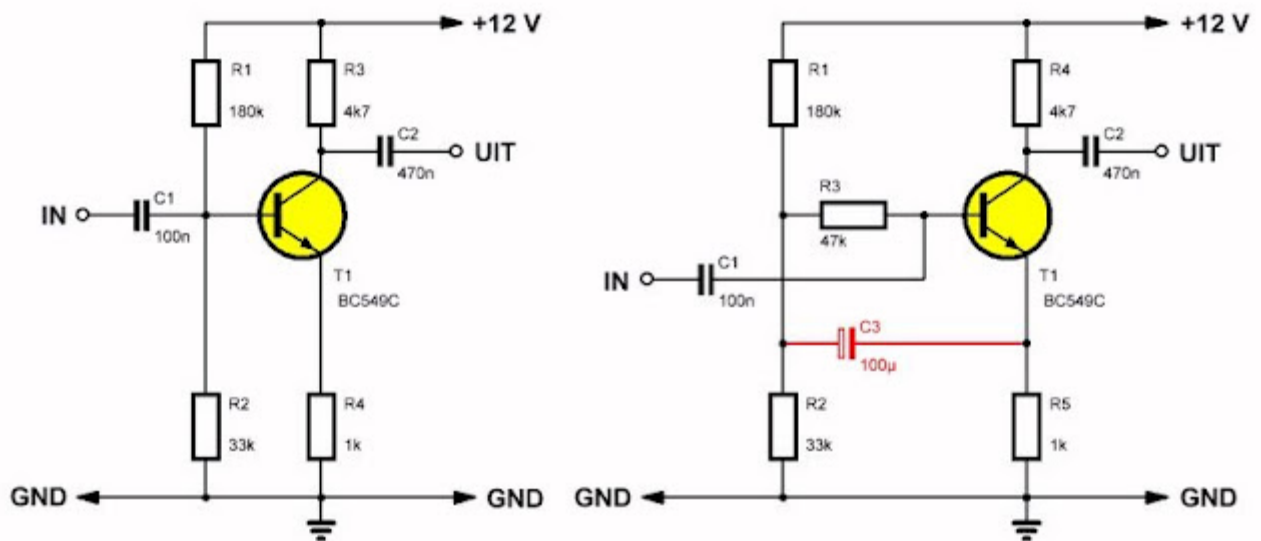 +12 V
R1
180k
R3
4k7
C2
470n
UIT
IN
C1
100n
T1
BC549C
R2
33k
R4
1k
GND
GND
+12 V
R1
180k
R4
4k7
C2
470n
UIT
R3
47k
IN
C1
100n
T1
BC549C
C3
100µ
R2
33k
R5
1k
GND
GND